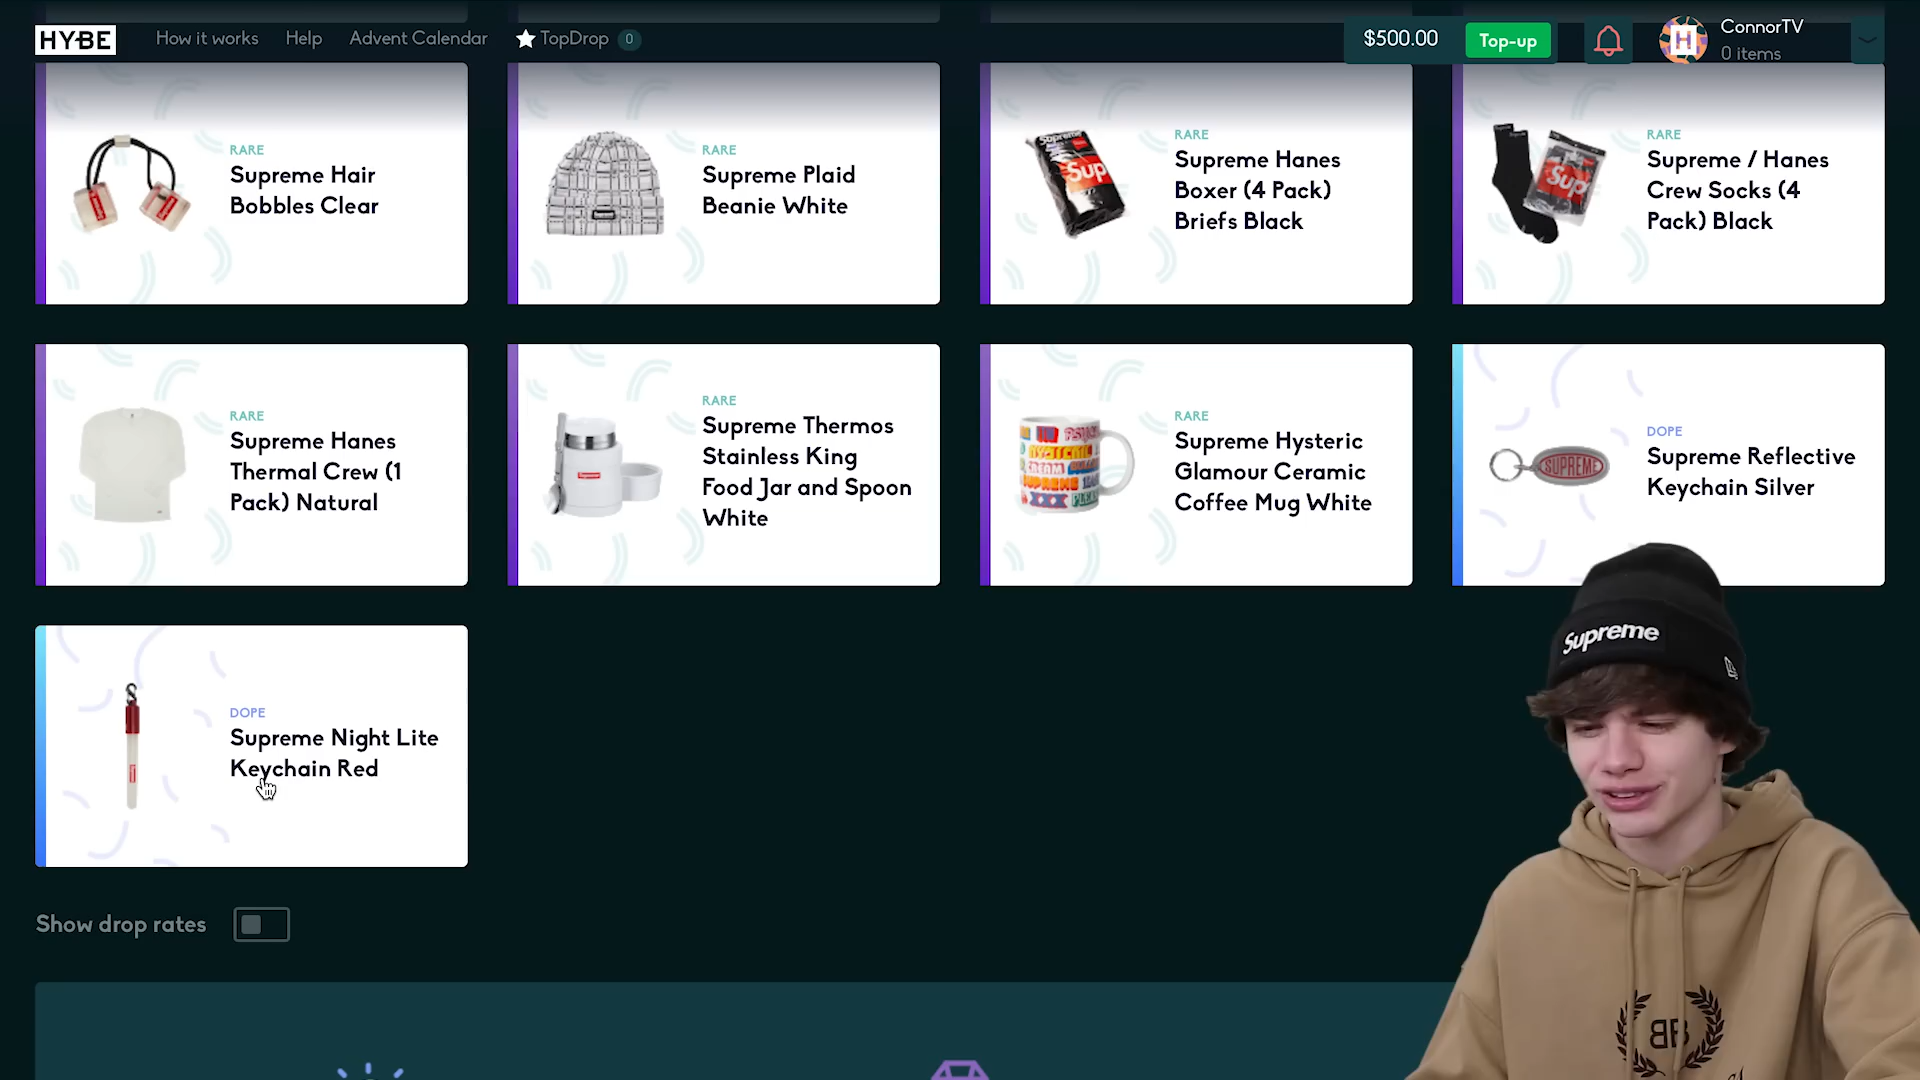 HYBE
How it works
Help
Advent Calendar
TopDrop
0
$500.00
Top-up
ConnorTV
0 items
RARE
Supreme Hair
Bobbles Clear
RARE
Supreme Plaid
Beanie White
RARE
Supreme Hanes
Boxer (4 Pack)
Briefs Black
RARE
Supreme / Hanes
Crew Socks (4
Pack) Black
RARE
Supreme Hanes
Thermal Crew (1
Pack) Natural
RARE
Supreme Thermos
Stainless King
Food Jar and Spoon
White
RARE
Supreme Hysteric
Glamour Ceramic
Coffee Mug White
SUPREME
DOPE
Supreme Reflective
Keychain Silver
DOPE
Supreme Night Lite
Keychain Red
Show drop rates
Supreme
BB